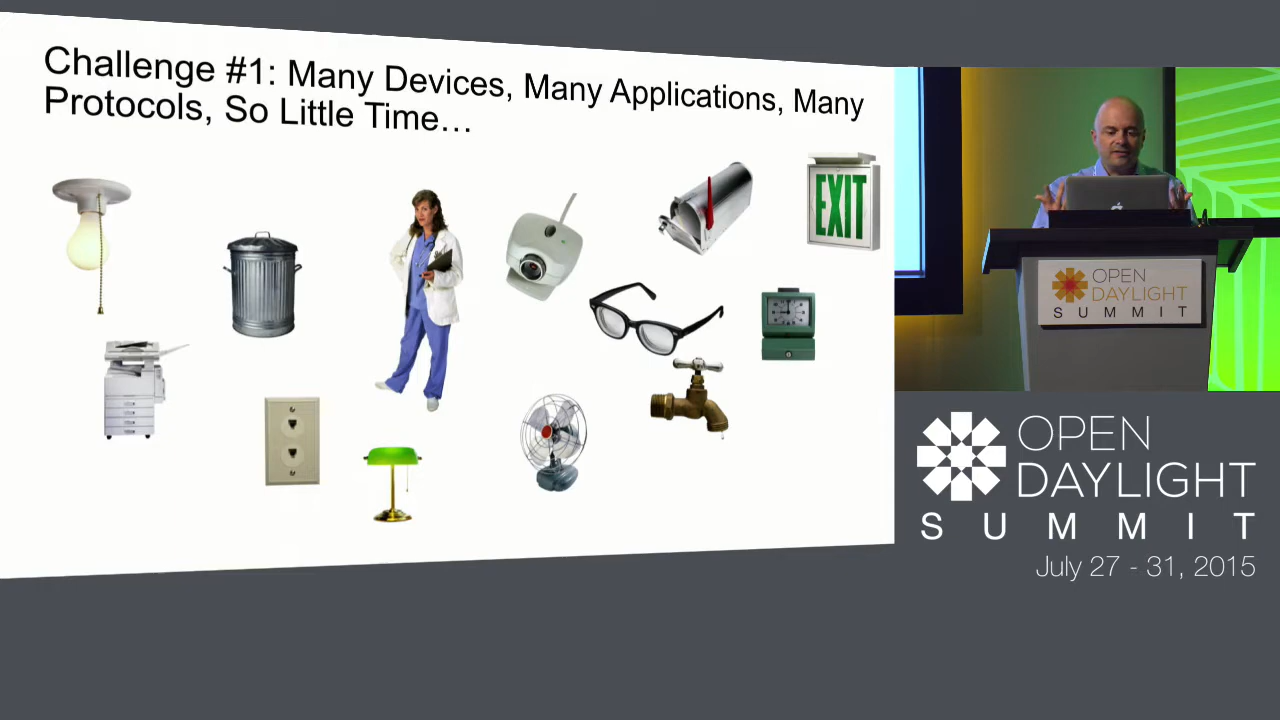 Challenge #1: Many Devices, Many Applications, Many
Protocols, So Little Time…
EXIT
OPEN
DAYLIGHT
SUMMIT
OPEN
DAYLIGHT
SUMMIT
July 27 - 31, 2015